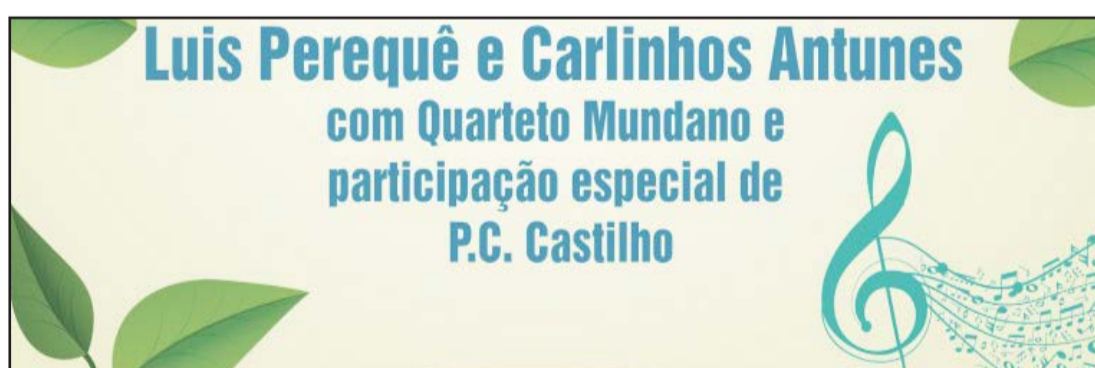 Luis Perequê e Carlinhos Antunes
com Quarteto Mundano e
participação especial de
P.C. Castilho